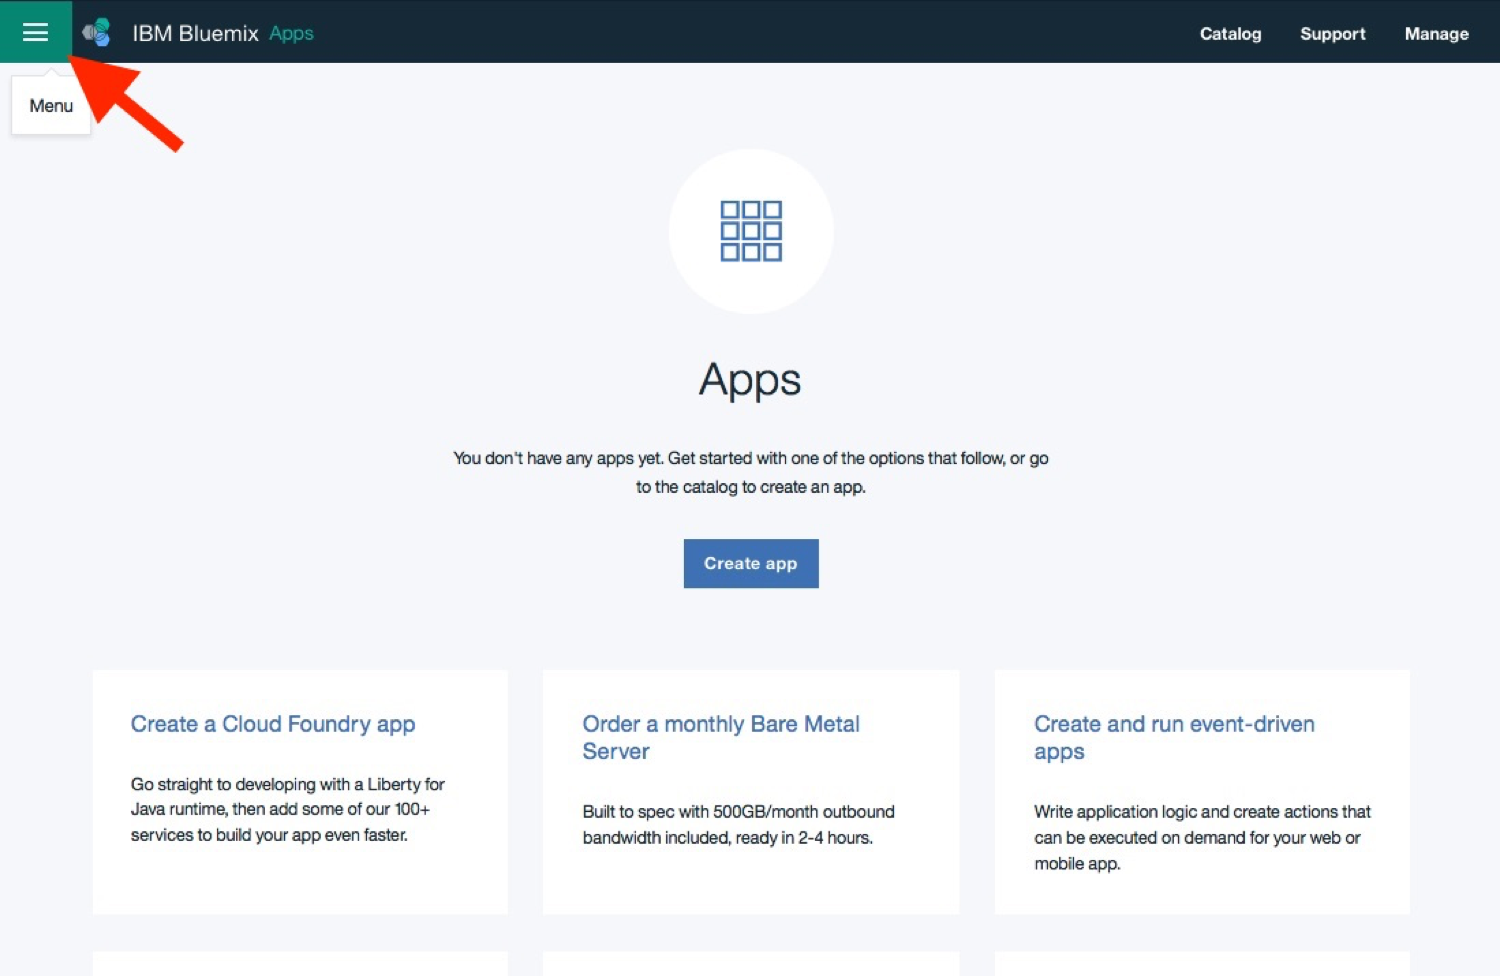 IBM Bluemix Apps
Catalog
Support
Manage
Menu
Apps
You don't have any apps yet. Get started with one of the options that follow, or go
to the catalog to create an app.
Create app
Create a Cloud Foundry app
Go straight to developing with a Liberty for
Java runtime, then add some of our 100+
services to build your app even faster.
Order a monthly Bare Metal
Server
Built to spec with 500GB/month outbound
bandwidth included, ready in 2-4 hours.
Create and run event-driven
apps
Write application logic and create actions that
can be executed on demand for your web or
mobile app.